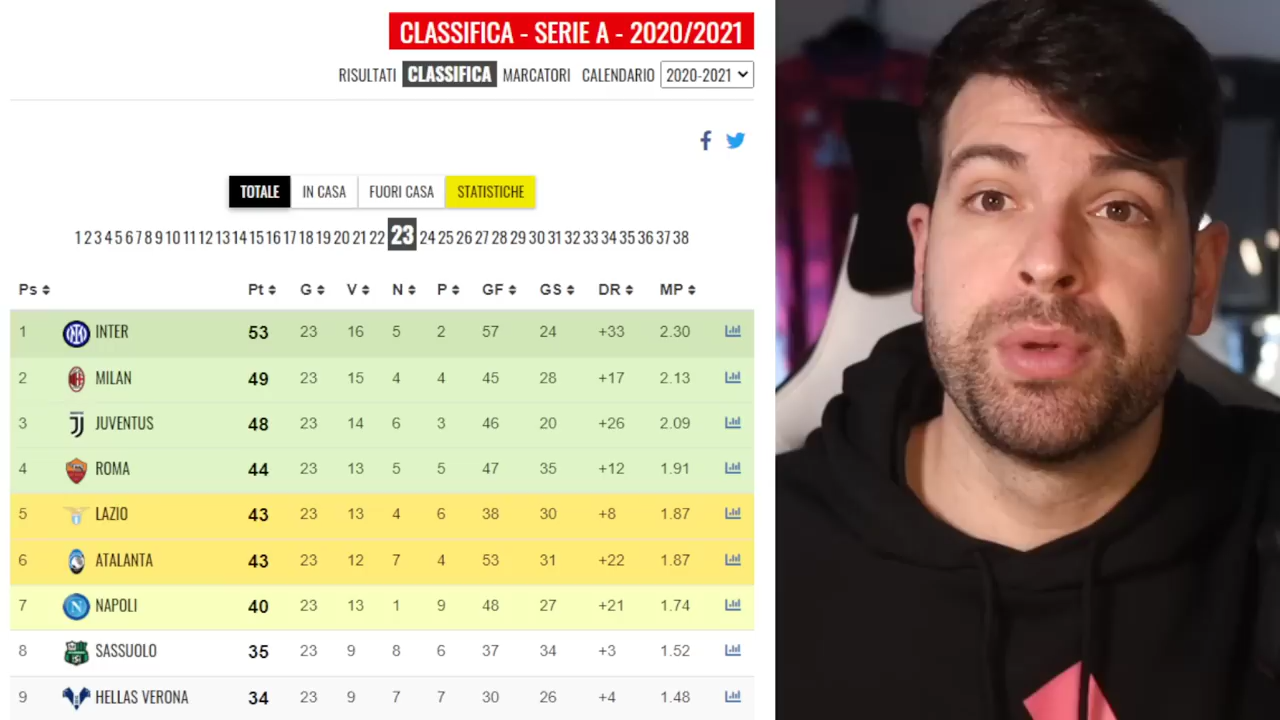 CLASSIFICA - SERIE A - 2020/2021
RISULTATI CLASSIFICA MARCATORI CALENDARIO 2020-2021
TOTALE IN CASA FUORI CASA STATISTICHE
1 2 3 4 5 6 7 8 9 10 11 12 13 14 15 16 17 18 19 20 21 22 23 24 25 26 27 28 29 30 31 32 33 34 35 36 37 38
Ps Pt G V N P GF GS DR MP
1 INTER 53 23 16 5 2 57 24 +33 2.30
2 MILAN 49 23 15 4 4 45 28 +17 2.13
3 JUVENTUS 48 23 14 6 3 46 20 +26 2.09
4 ROMA 44 23 13 5 5 47 35 +12 1.91
5 LAZIO 43 23 13 4 6 38 30 +8 1.87
6 ATALANTA 43 23 12 7 4 53 31 +22 1.87
7 NAPOLI 40 23 13 1 9 48 27 +21 1.74
8 SASSUOLO 35 23 9 8 6 37 34 +3 1.52
9 HELLAS VERONA 34 23 9 7 7 30 26 +4 1.48